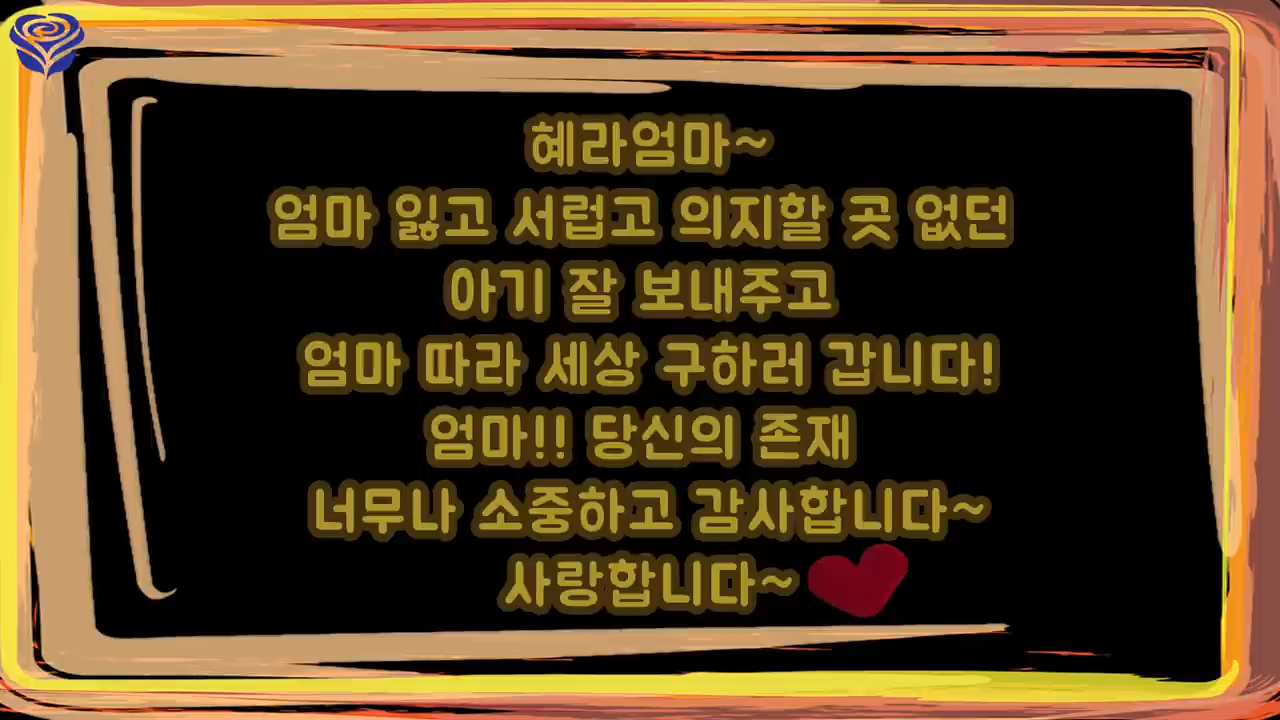 혜라엄마~
엄마 잃고 서럽고 의지할 곳 없던
아기 잘 보내주고
엄마 따라 세상 구하러 갑니다!
엄마!! 당신의 존재
너무나 소중하고 감사합니다~
사랑합니다~